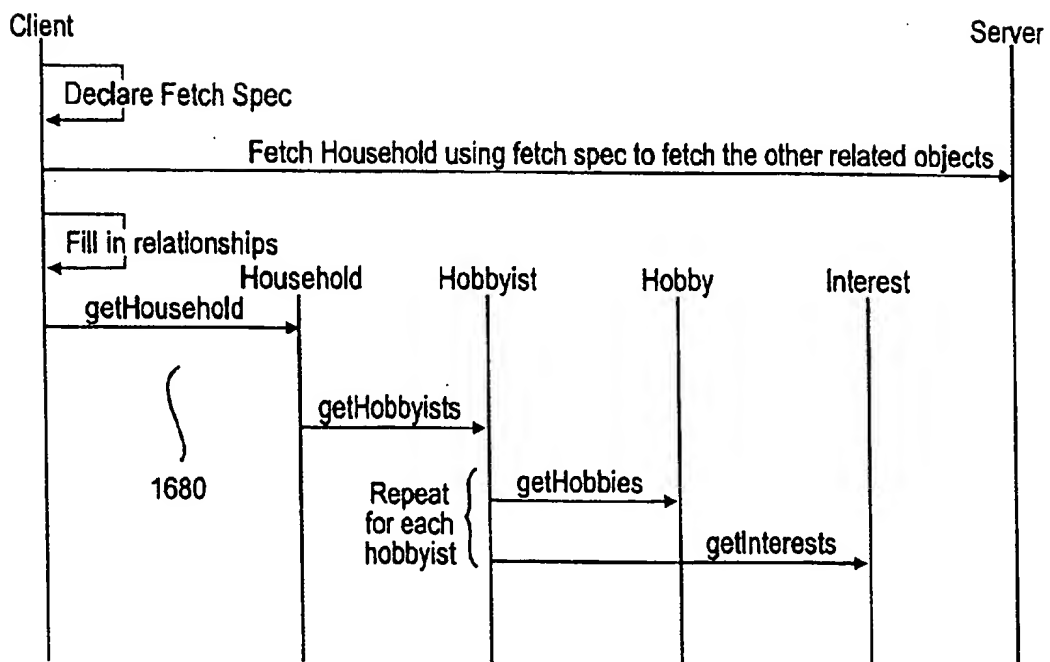 Client
Server
Declare Fetch Spec
Fetch Household using fetch spec to fetch the other related objects
Fill in relationships
Household
Hobbyist
Hobby
Interest
getHousehold
getHobbyists
1680
Repeat
for each
hobbyist
getHobbies
getInterests